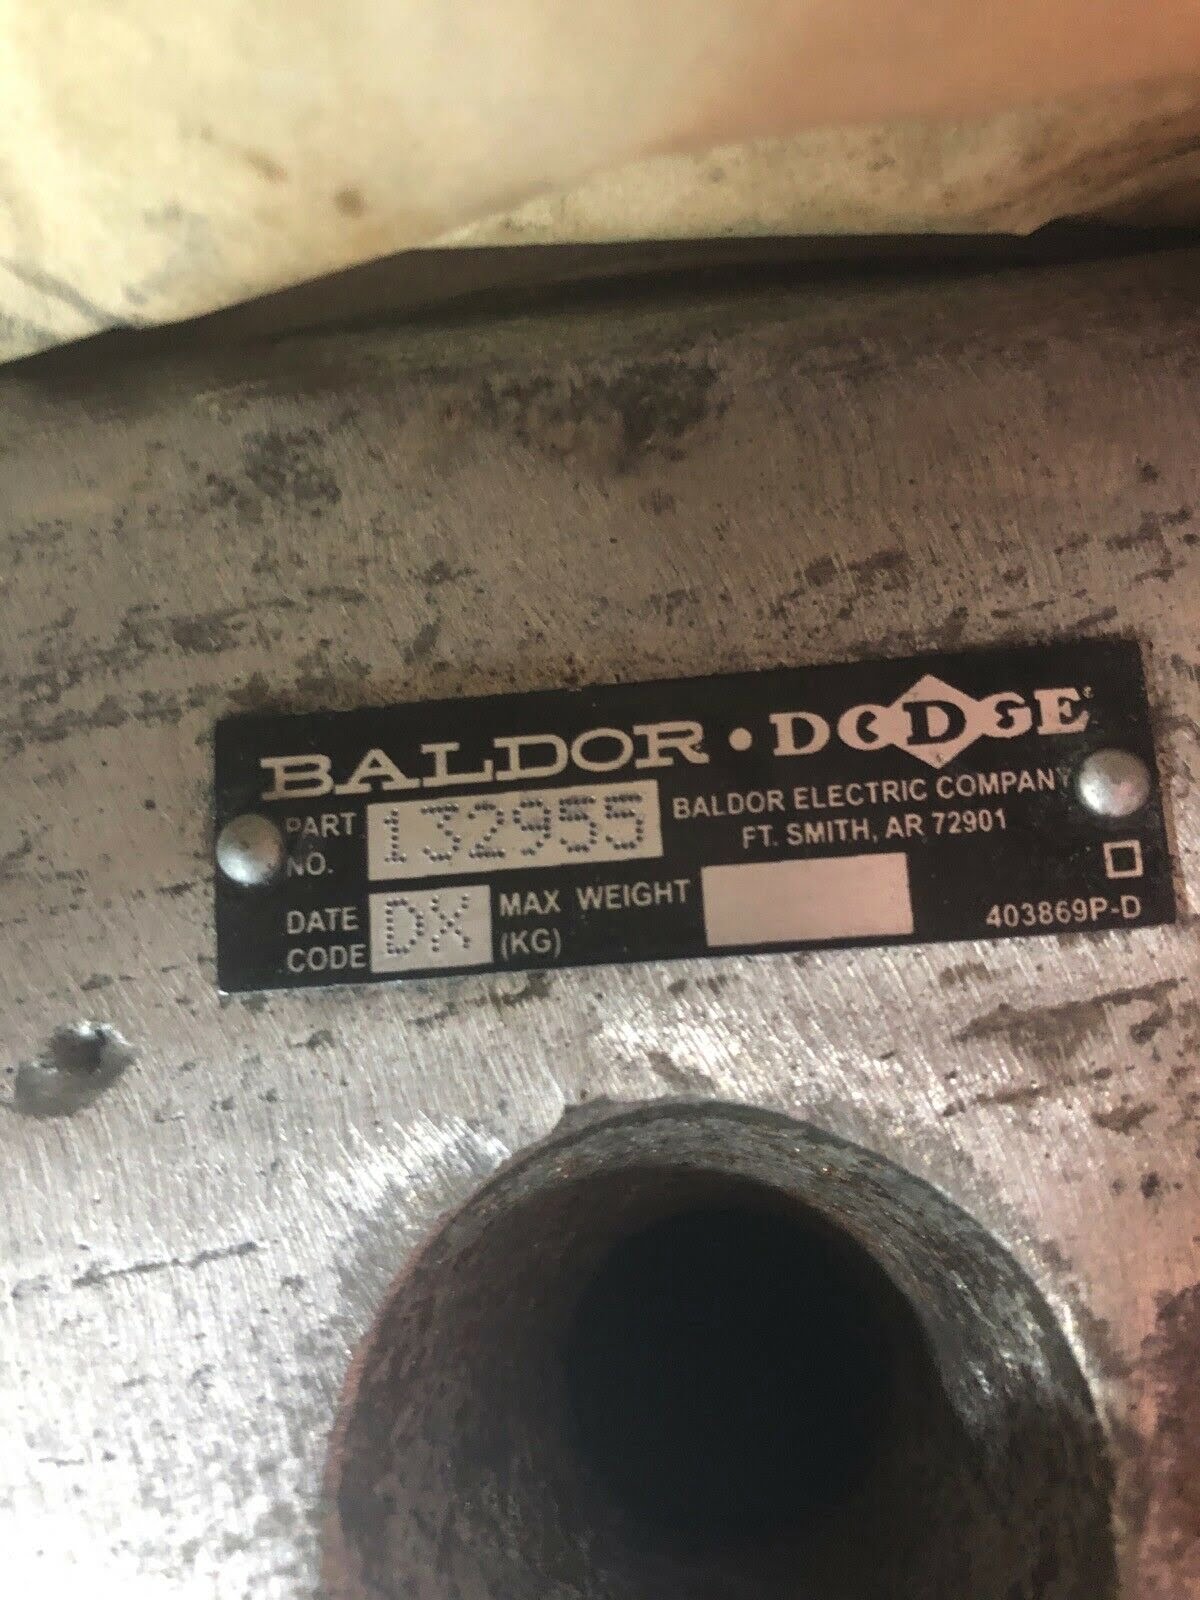 BALDOR • DODGE
PART NO. 132955
BALDOR ELECTRIC COMPANY
FT. SMITH, AR 72901
DATE CODE DX
MAX WEIGHT (KG)
403869P-D